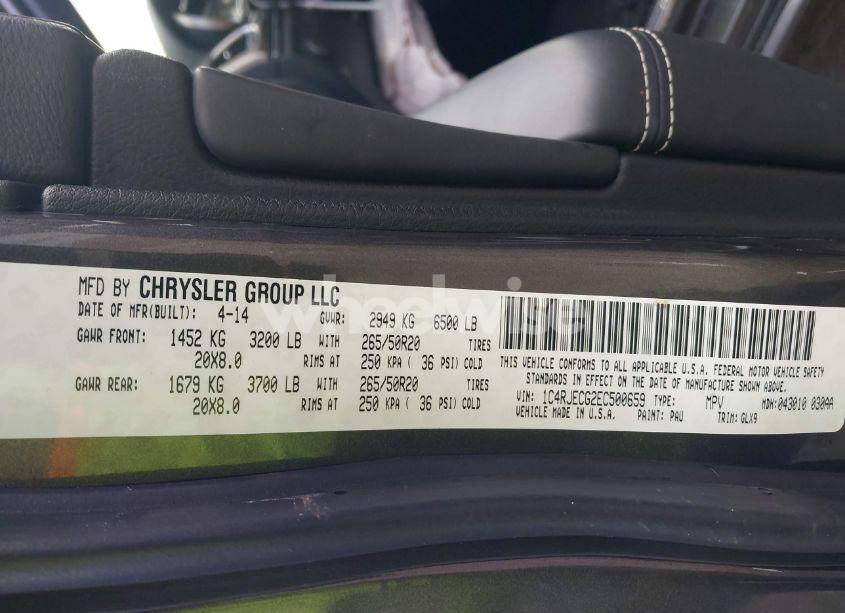 MFD BY CHRYSLER GROUP LLC
DATE OF MFR(BUILT): 4-14 GVWR: 2949 KG 6500 LB
GAWR FRONT: 1452 KG 3200 LB WITH 265/50R20 TIRES
20X8.0 RIMS AT 250 KPA ( 36 PSI) COLD
GAWR REAR: 1679 KG 3700 LB WITH 265/50R20 TIRES
20X8.0 RIMS AT 250 KPA ( 36 PSI) COLD
THIS VEHICLE CONFORMS TO ALL APPLICABLE U.S.A. FEDERAL MOTOR VEHICLE SAFETY
STANDARDS IN EFFECT ON THE DATE OF MANUFACTURE SHOWN ABOVE.
VIN: 1C4RJECG2EC500659 TYPE: MPV MDH: 043010 030AA
VEHICLE MADE IN U.S.A. PAINT: PAU TRIM: GLX9
wheelwise